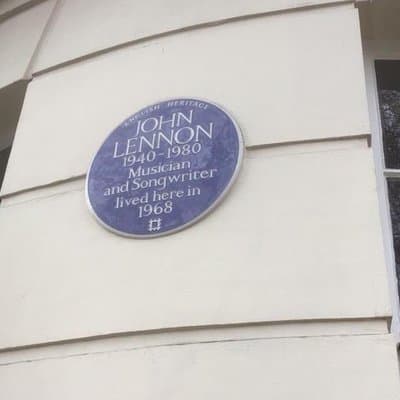 ENGLISH HERITAGE
JOHN
LENNON
1940-1980
Musician
and Songwriter
lived here in
1968